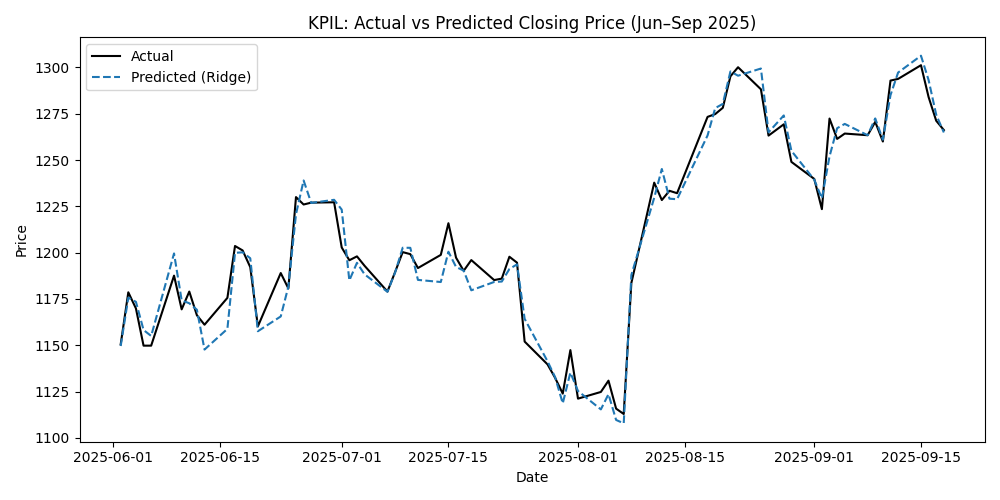 KPIL: Actual vs Predicted Closing Price (Jun–Sep 2025)
Actual
Predicted (Ridge)
Price
1300
1275
1250
1225
1200
1175
1150
1125
1100
2025-06-01 2025-06-15 2025-07-01 2025-07-15 2025-08-01 2025-08-15 2025-09-01 2025-09-15
Date